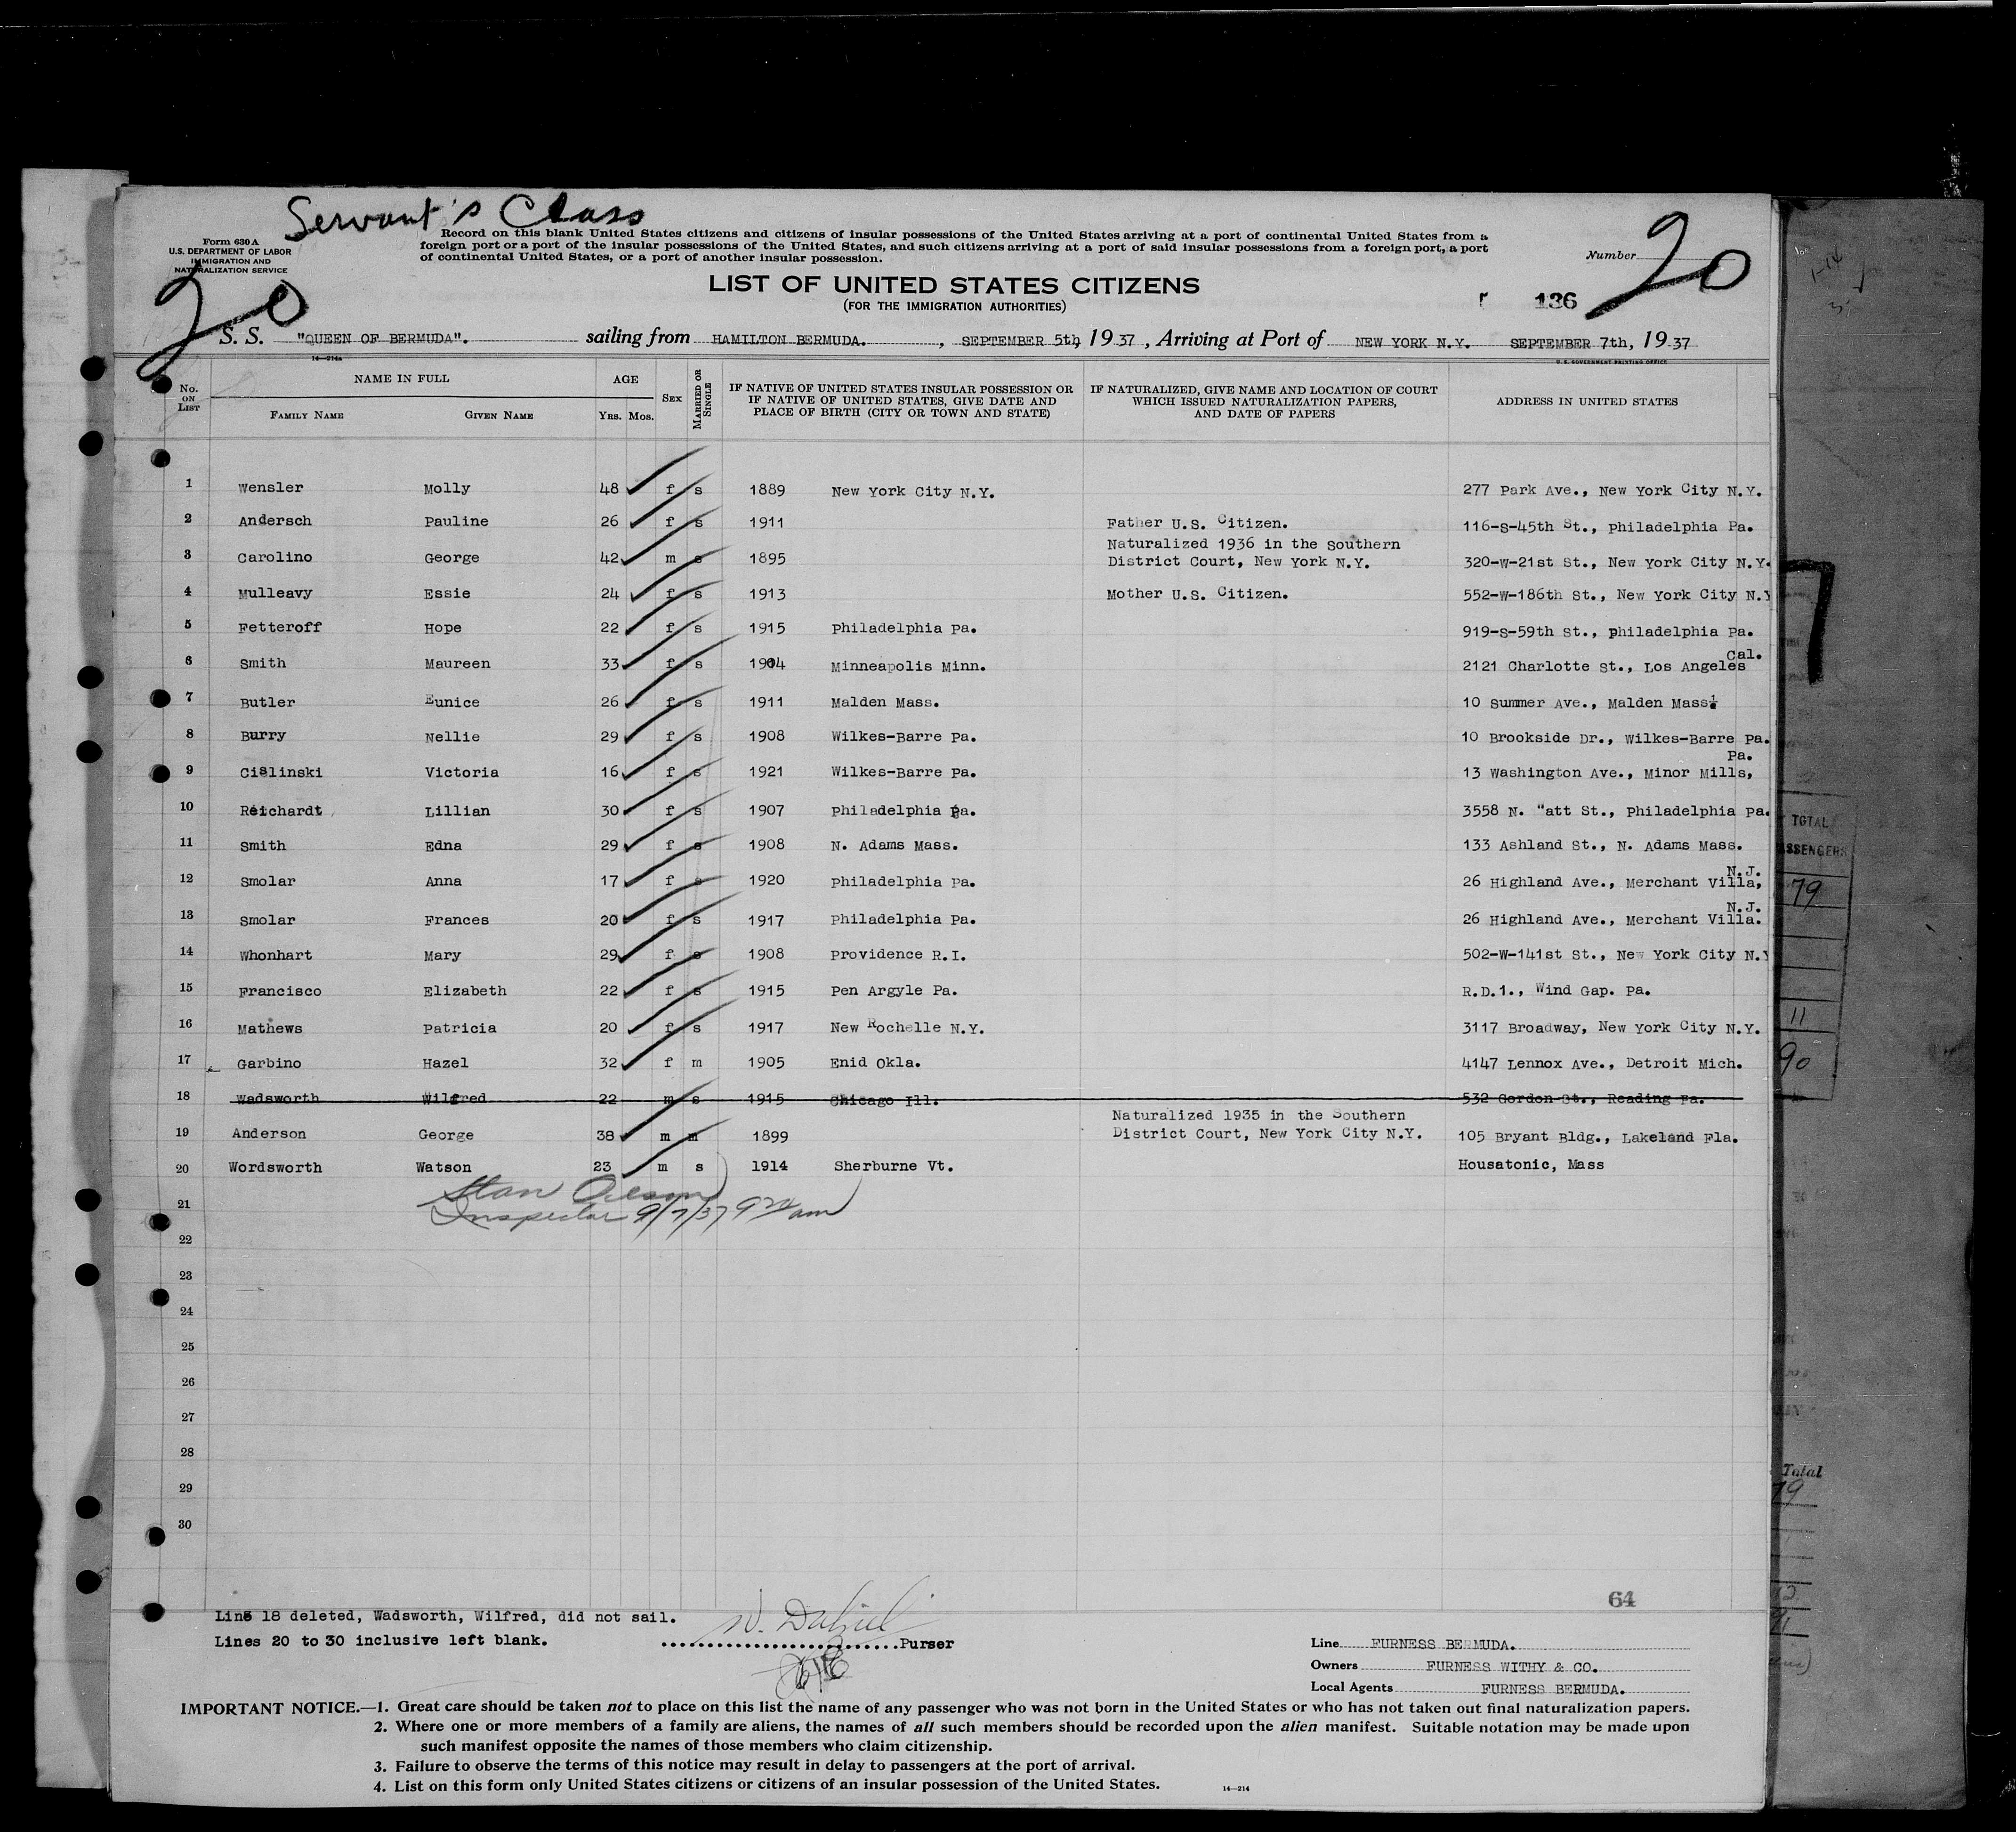 Servant's Class
Form 630 A
U.S. DEPARTMENT OF LABOR
IMMIGRATION AND
NATURALIZATION SERVICE
Record on this blank United States citizens and citizens of insular possessions of the United States arriving at a port of continental United States from a
foreign port or a port of the insular possessions of the United States, and such citizens arriving at a port of said insular possessions from a foreign port, a port
of continental United States, or a port of another insular possession.
Number 20
20
LIST OF UNITED STATES CITIZENS
(FOR THE IMMIGRATION AUTHORITIES)
136
S. S. "QUEEN OF BERMUDA". sailing from HAMILTON BERMUDA. , SEPTEMBER 5th, 1937, Arriving at Port of NEW YORK N.Y. SEPTEMBER 7th, 1937
14—214a
U. S. GOVERNMENT PRINTING OFFICE
No. ON LIST
NAME IN FULL
FAMILY NAME GIVEN NAME
AGE
Yrs. Mos.
SEX
MARRIED OR SINGLE
IF NATIVE OF UNITED STATES INSULAR POSSESSION OR
IF NATIVE OF UNITED STATES, GIVE DATE AND
PLACE OF BIRTH (CITY OR TOWN AND STATE)
IF NATURALIZED, GIVE NAME AND LOCATION OF COURT
WHICH ISSUED NATURALIZATION PAPERS,
AND DATE OF PAPERS
ADDRESS IN UNITED STATES
1 Wensler Molly 48 f s 1889 New York City N.Y. 277 Park Ave., New York City N.Y.
2 Andersch Pauline 26 f s 1911 Father U.S. Citizen. 116-S-45th St., Philadelphia Pa.
Naturalized 1936 in the Southern
3 Carolino George 42 m s 1895 District Court, New York N.Y. 320-W-21st St., New York City N.Y.
4 Mulleavy Essie 24 f s 1913 Mother U.S. Citizen. 552-W-186th St., New York City N.Y
5 Fetteroff Hope 22 f s 1915 Philadelphia Pa. 919-S-59th St., Philadelphia Pa.
Cal.
6 Smith Maureen 33 f s 1904 Minneapolis Minn. 2121 Charlotte St., Los Angeles
7 Butler Eunice 26 f s 1911 Malden Mass. 10 Summer Ave., Malden Mass.
8 Burry Nellie 29 f s 1908 Wilkes-Barre Pa. 10 Brookside Dr., Wilkes-Barre Pa.
Pa.
9 Cislinski Victoria 16 f s 1921 Wilkes-Barre Pa. 13 Washington Ave., Minor Mills,
10 Reichardt Lillian 30 f s 1907 Philadelphia Pa. 3558 N. "att St., Philadelphia Pa.
11 Smith Edna 29 f s 1908 N. Adams Mass. 133 Ashland St., N. Adams Mass.
N.J.
12 Smolar Anna 17 f s 1920 Philadelphia Pa. 26 Highland Ave., Merchant Villa,
N.J.
13 Smolar Frances 20 f s 1917 Philadelphia Pa. 26 Highland Ave., Merchant Villa.
14 Whonhart Mary 29 f s 1908 Providence R.I. 502-W-141st St., New York City N.Y
15 Francisco Elizabeth 22 f s 1915 Pen Argyle Pa. R.D.1., Wind Gap. Pa.
16 Mathews Patricia 20 f s 1917 New Rochelle N.Y. 3117 Broadway, New York City N.Y.
17 Garbino Hazel 32 f m 1905 Enid Okla. 4147 Lennox Ave., Detroit Mich.
18 Wadsworth Wilfred 22 m s 1915 Chicago Ill. 532 Gordon St., Reading Pa.
Naturalized 1935 in the Southern
19 Anderson George 38 m m 1899 District Court, New York City N.Y. 105 Bryant Bldg., Lakeland Fla.
20 Wordsworth Watson 23 m s 1914 Sherburne Vt. Housatonic, Mass
Stan
21 Inspector 9/7/37 am
22
23
24
25
26
27
28
29
30
64
Line 18 deleted, Wadsworth, Wilfred, did not sail.
Lines 20 to 30 inclusive left blank.
Purser
Line FURNESS BERMUDA.
Owners FURNESS WITHY & CO.
Local Agents FURNESS BERMUDA.
IMPORTANT NOTICE.—1. Great care should be taken not to place on this list the name of any passenger who was not born in the United States or who has not taken out final naturalization papers.
2. Where one or more members of a family are aliens, the names of all such members should be recorded upon the alien manifest. Suitable notation may be made upon
such manifest opposite the names of those members who claim citizenship.
3. Failure to observe the terms of this notice may result in delay to passengers at the port of arrival.
4. List on this form only United States citizens or citizens of an insular possession of the United States.
14—214
TOTAL
79
11
90
Total